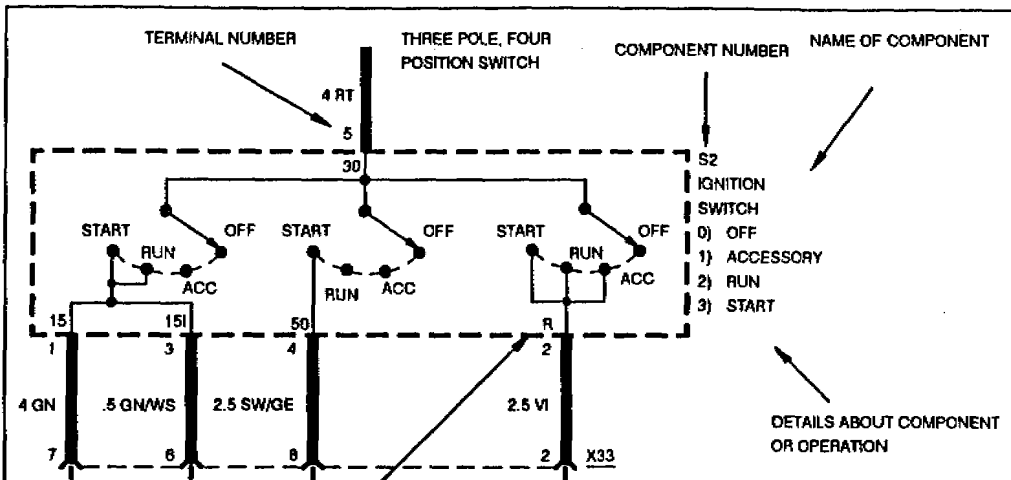 TERMINAL NUMBER
THREE POLE, FOUR
POSITION SWITCH
COMPONENT NUMBER
NAME OF COMPONENT
4 RT
5
30
S2
IGNITION
SWITCH
0) OFF
1) ACCESSORY
2) RUN
3) START
START
RUN
ACC
OFF
START
RUN
ACC
OFF
START
RUN
ACC
OFF
15
15I
50
R
1
3
4
2
4 GN
.5 GN/WS
2.5 SW/GE
2.5 VI
DETAILS ABOUT COMPONENT
OR OPERATION
7
6
8
2
X33